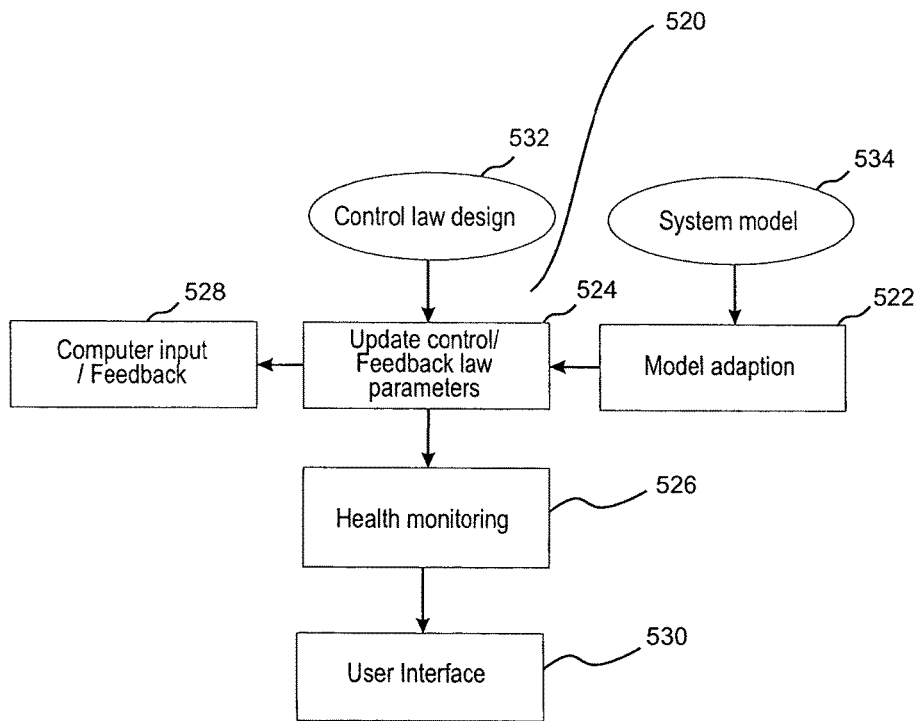 520
532
534
Control law design
System model
528
524
522
Computer input
/ Feedback
Update control/
Feedback law
parameters
Model adaption
526
Health monitoring
530
User Interface